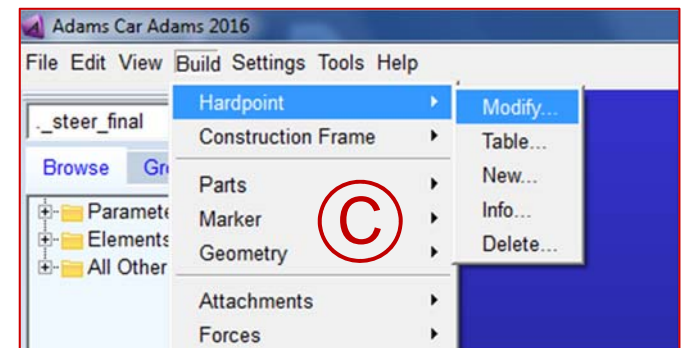 Adams Car Adams 2016
File Edit View Build Settings Tools Help
._steer_final
Browse
Hardpoint
Construction Frame
Parts
Marker
Geometry
Attachments
Forces
Modify...
Table...
New...
Info...
Delete...
Elements
All Other
C